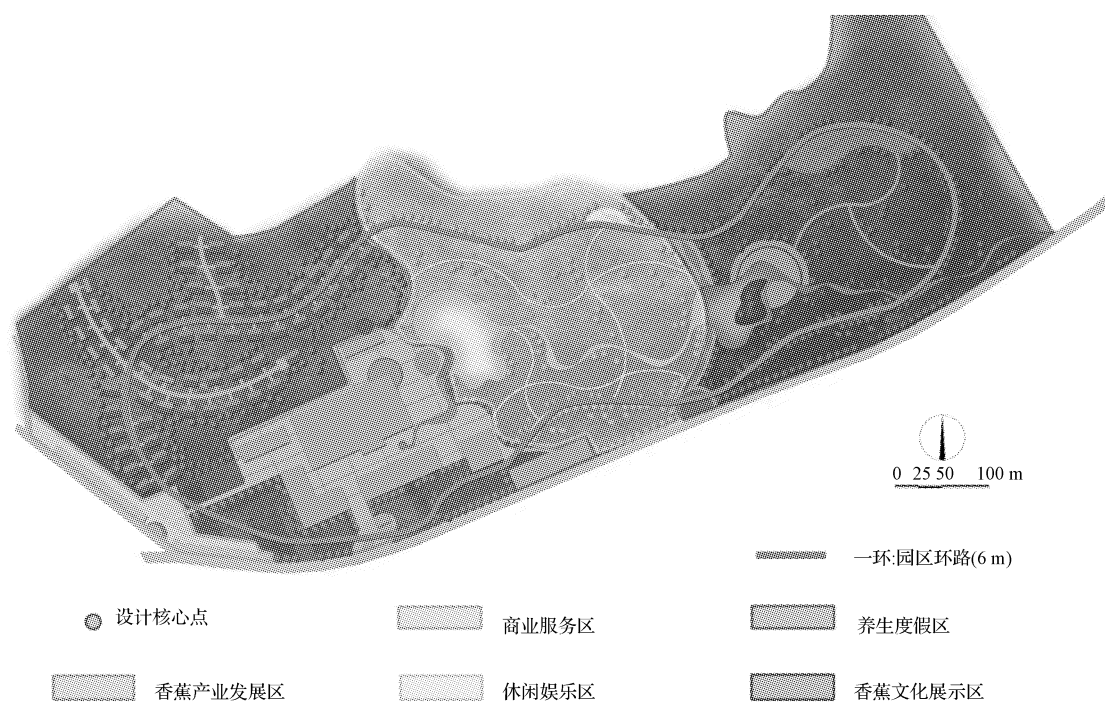 0 25 50 100 m
一环:园区环路(6 m)
设计核心点
商业服务区
养生度假区
香蕉产业发展区
休闲娱乐区
香蕉文化展示区